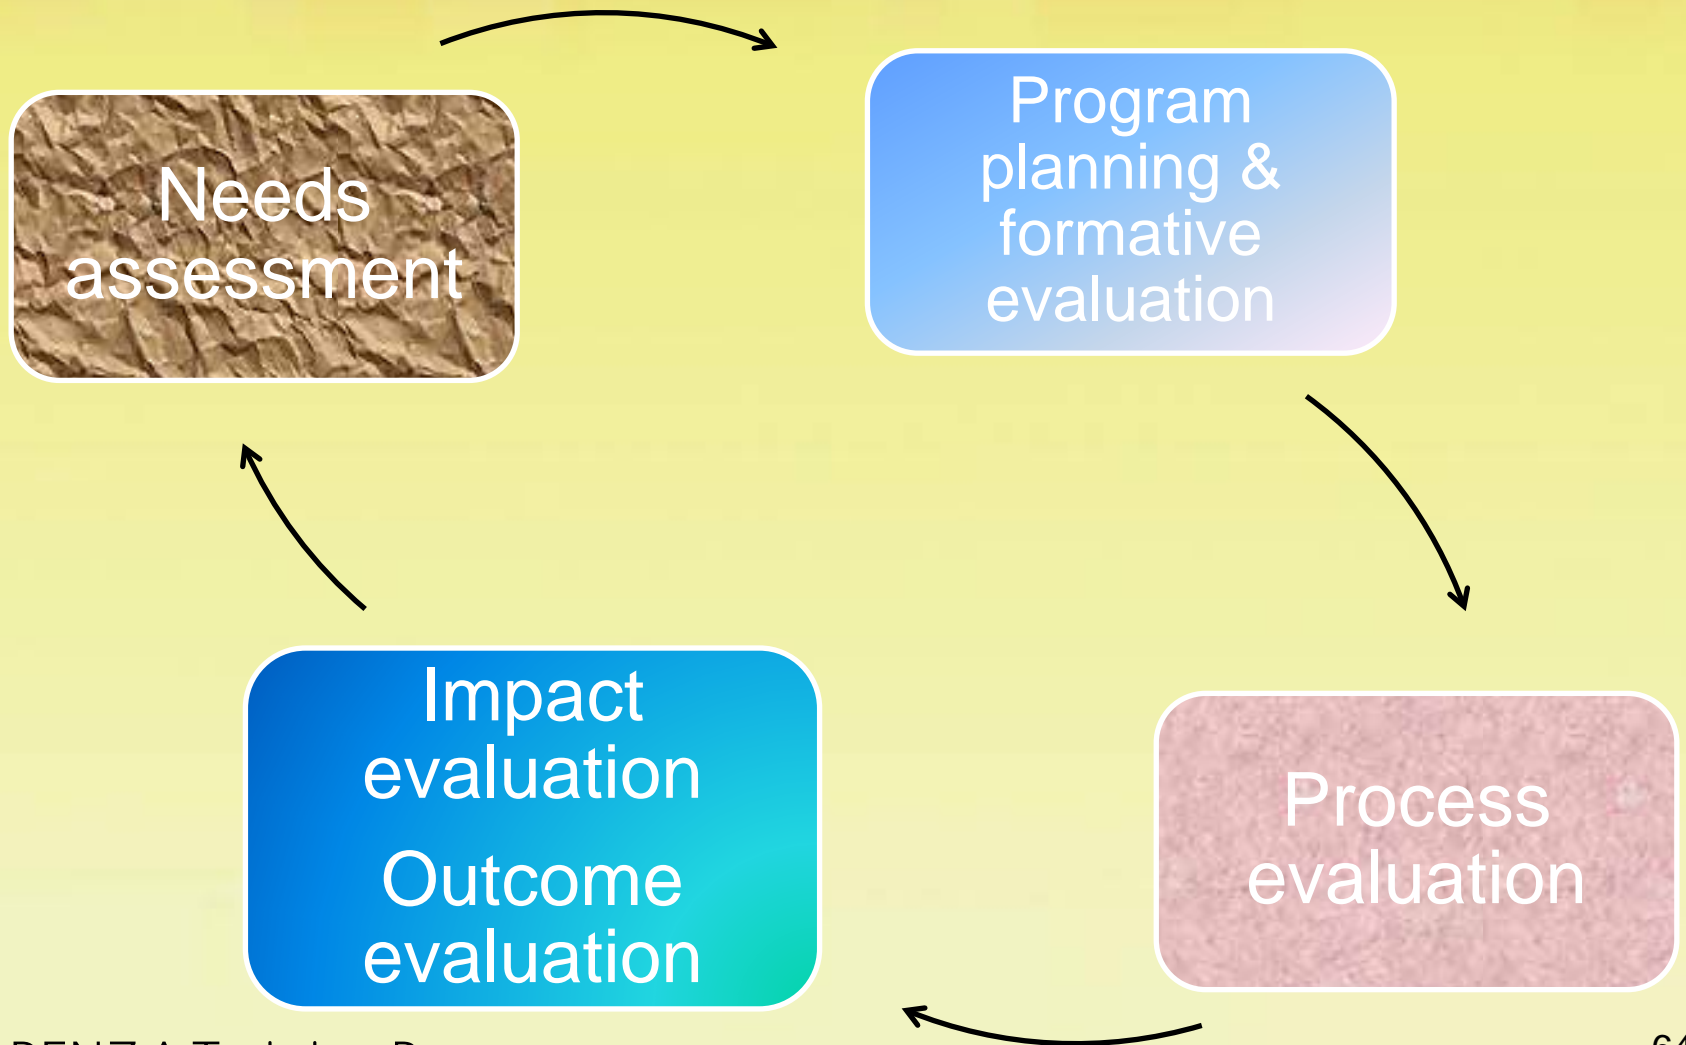 Needs
assessment
Program
planning &
formative
evaluation
Impact
evaluation
Outcome
evaluation
Process
evaluation